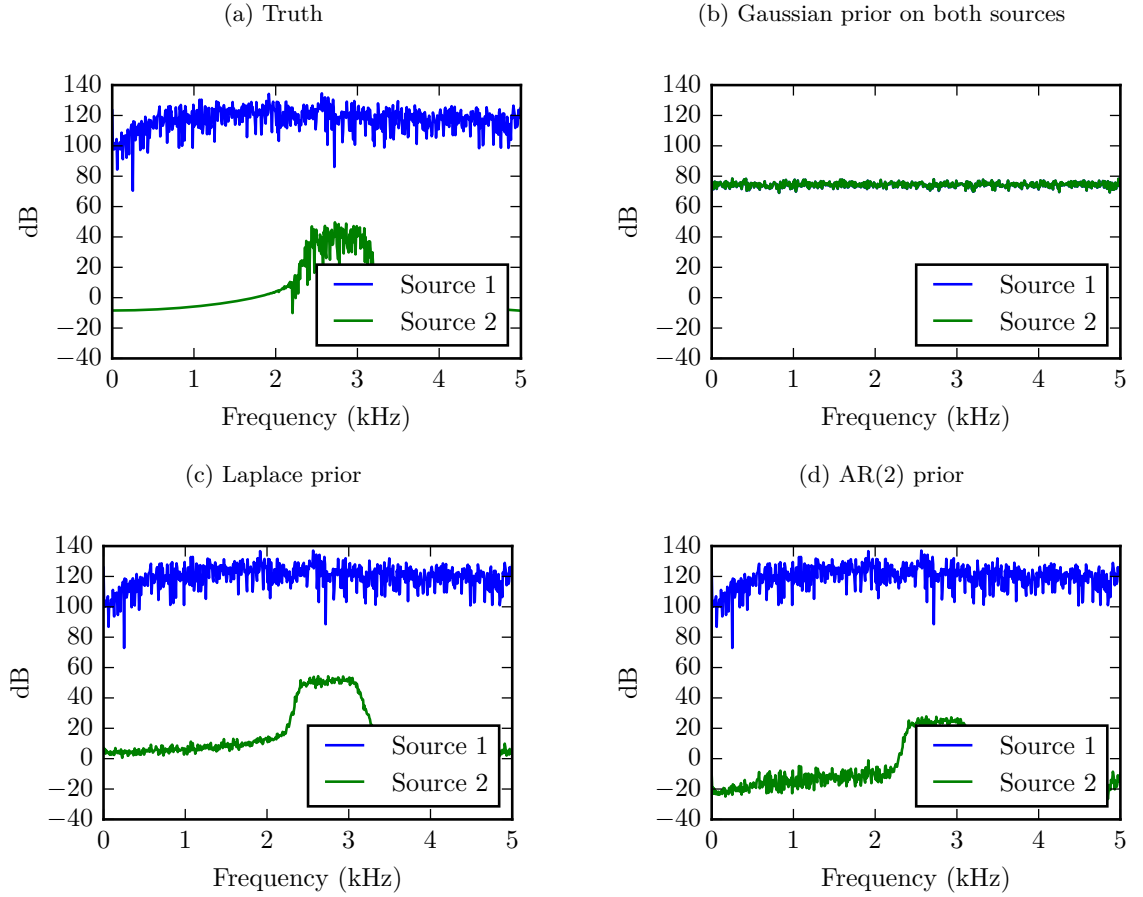 (a) Truth
140
120
100
80
60
40
20
0
−20
−40
dB
0 1 2 3 4 5
Frequency (kHz)
Source 1
Source 2
(b) Gaussian prior on both sources
140
120
100
80
60
40
20
0
−20
−40
dB
0 1 2 3 4 5
Frequency (kHz)
Source 1
Source 2
(c) Laplace prior
140
120
100
80
60
40
20
0
−20
−40
dB
0 1 2 3 4 5
Frequency (kHz)
Source 1
Source 2
(d) AR(2) prior
140
120
100
80
60
40
20
0
−20
−40
dB
0 1 2 3 4 5
Frequency (kHz)
Source 1
Source 2